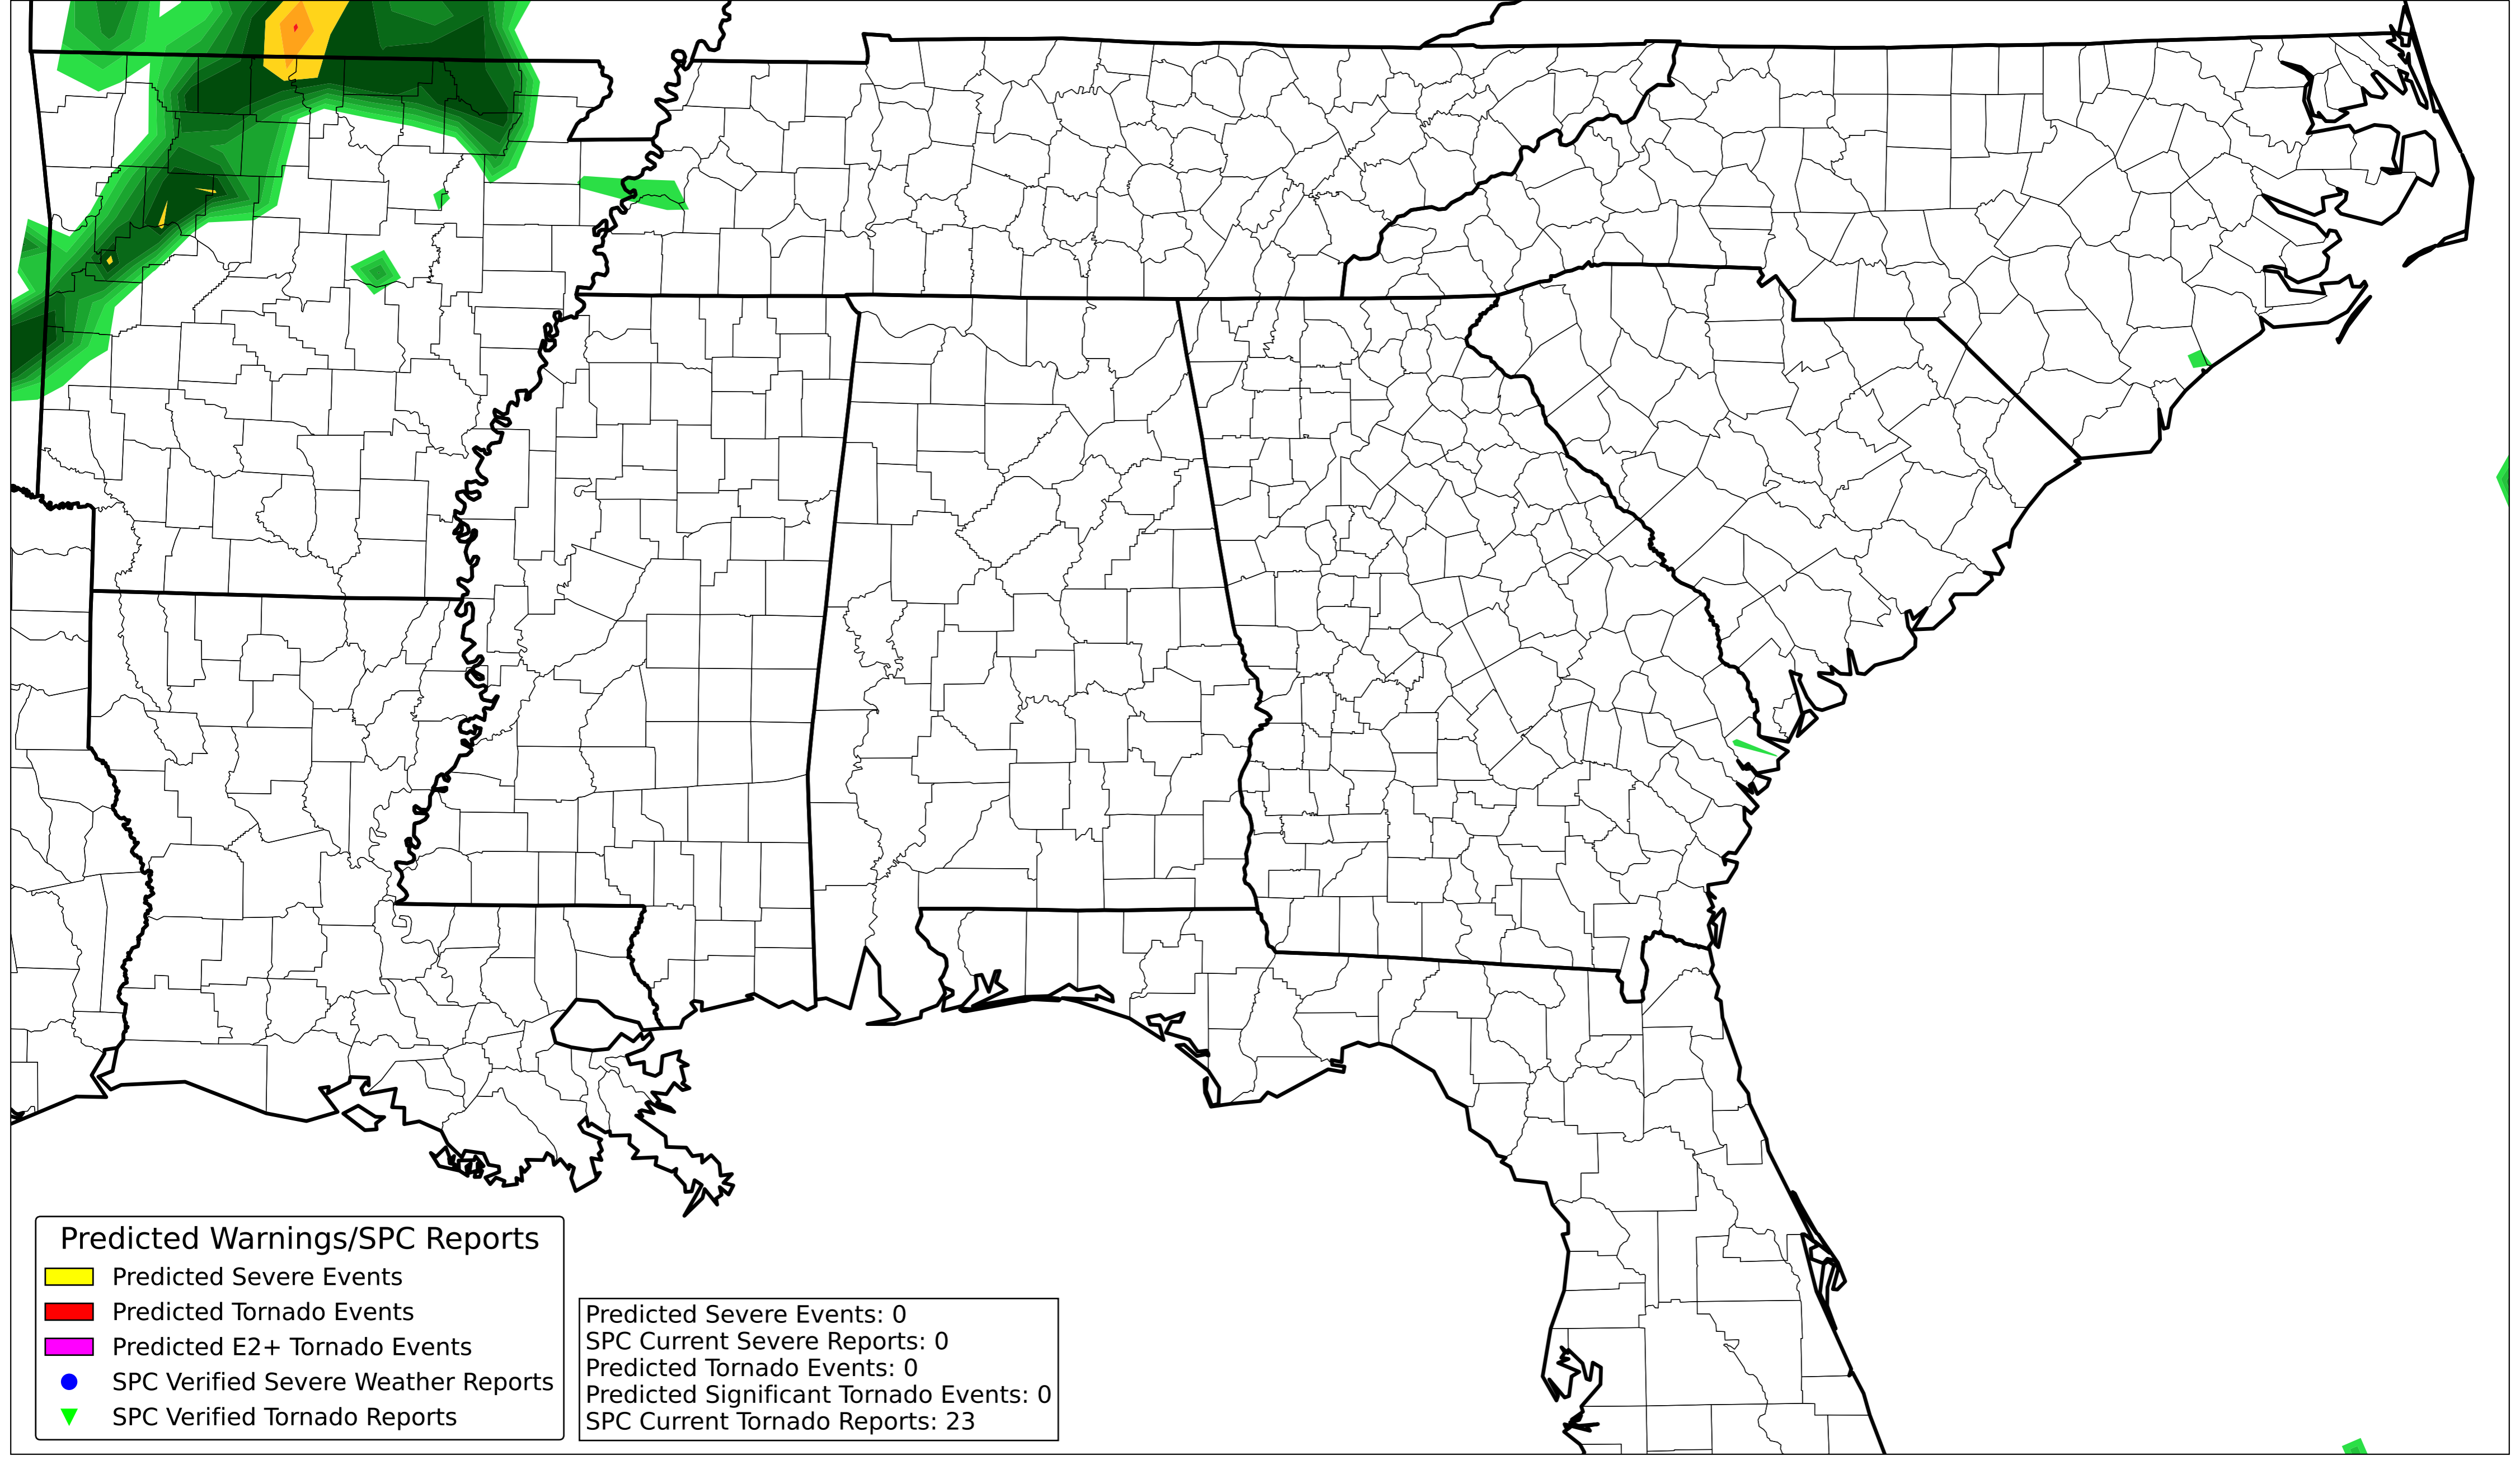 Predicted Warnings/SPC Reports
Predicted Severe Events
Predicted Tornado Events
Predicted E2+ Tornado Events
SPC Verified Severe Weather Reports
SPC Verified Tornado Reports
Predicted Severe Events: 0
SPC Current Severe Reports: 0
Predicted Tornado Events: 0
Predicted Significant Tornado Events: 0
SPC Current Tornado Reports: 23